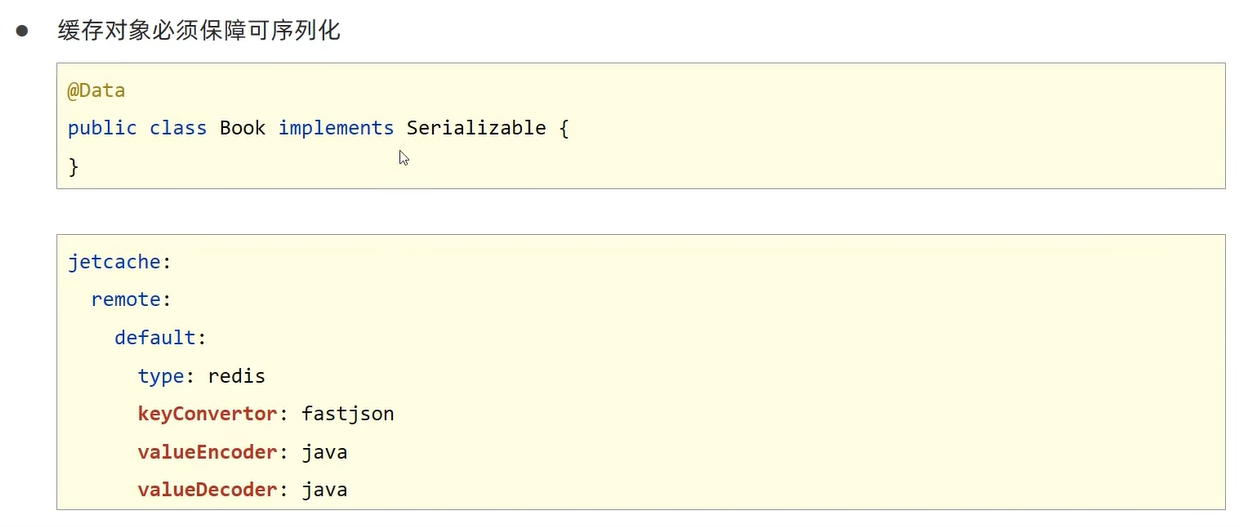 ● 缓存对象必须保障可序列化
@Data
public class Book implements Serializable {
}
jetcache:
  remote:
    default:
      type: redis
      keyConvertor: fastjson
      valueEncoder: java
      valueDecoder: java